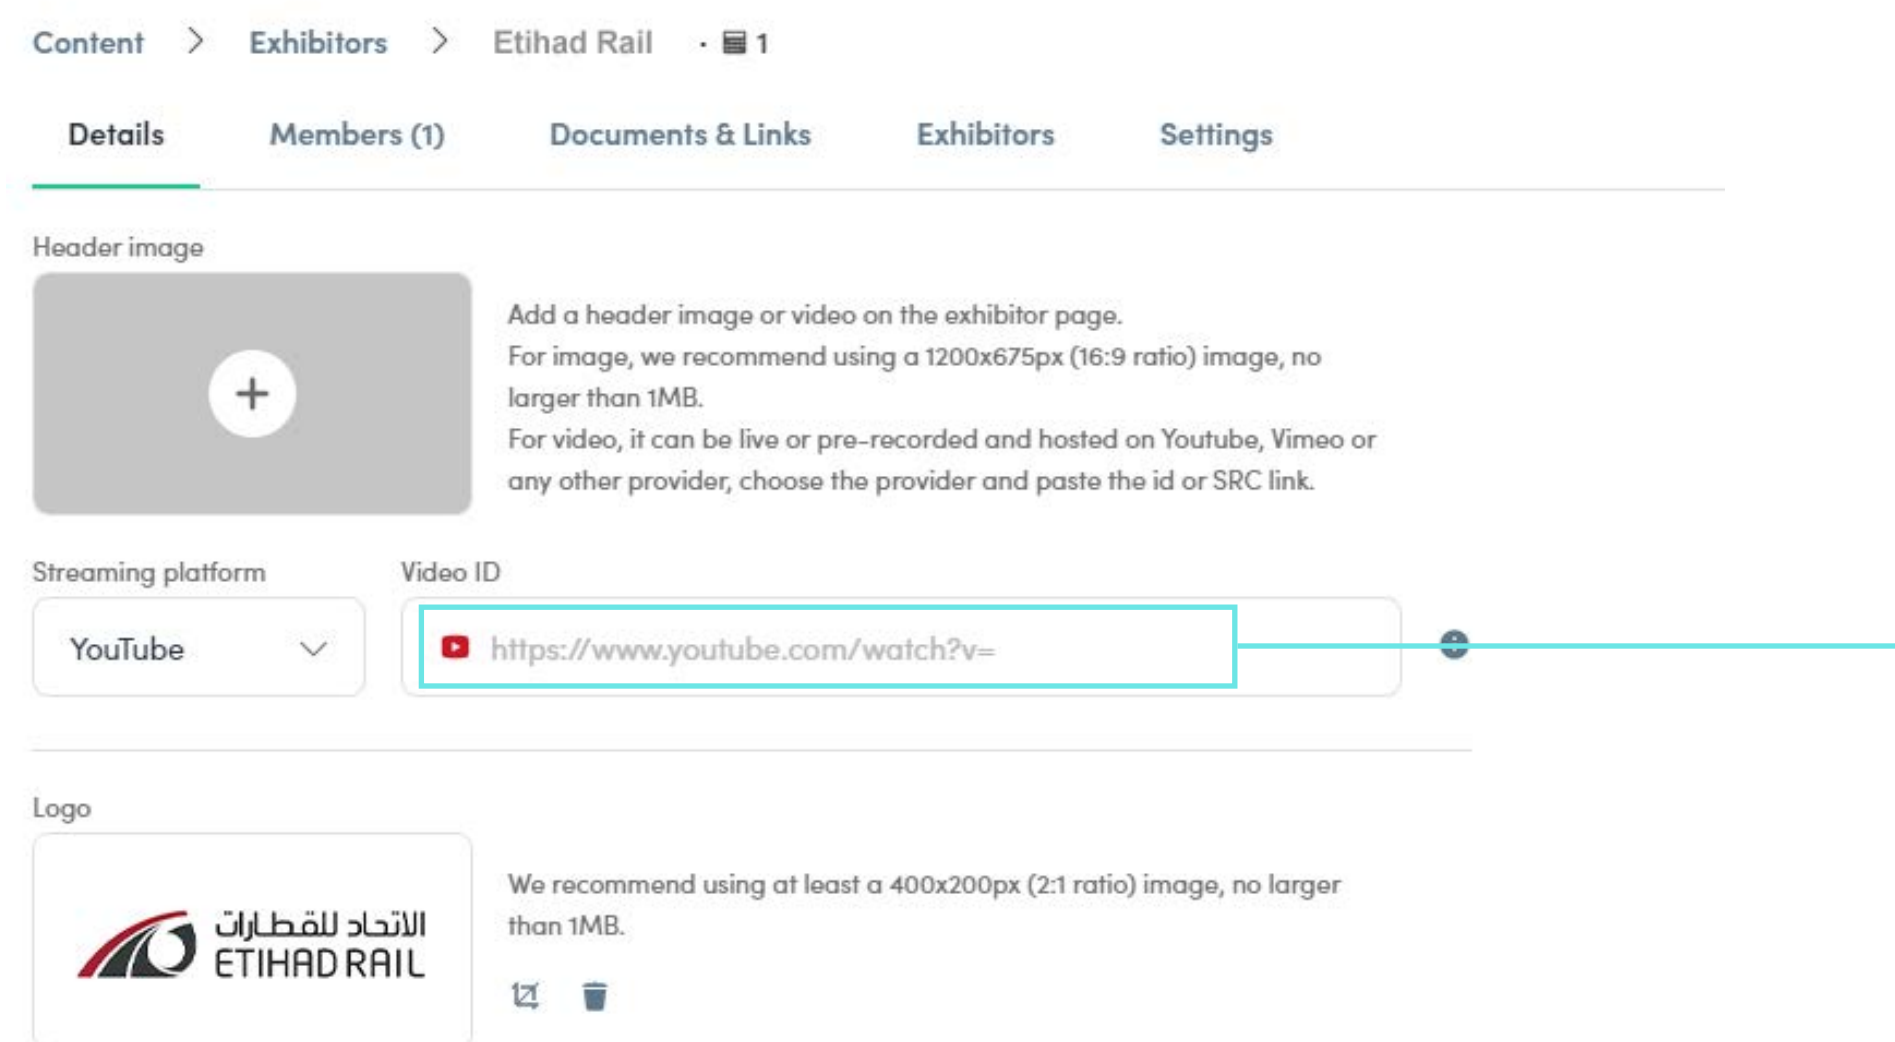 Content > Exhibitors > Etihad Rail · 1
Details Members (1) Documents & Links Exhibitors Settings
Header image
Add a header image or video on the exhibitor page.
For image, we recommend using a 1200x675px (16:9 ratio) image, no
larger than 1MB.
For video, it can be live or pre-recorded and hosted on Youtube, Vimeo or
any other provider, choose the provider and paste the id or SRC link.
Streaming platform Video ID
YouTube https://www.youtube.com/watch?v=
Logo
الاتحاد للقطارات
ETIHAD RAIL
We recommend using at least a 400x200px (2:1 ratio) image, no larger
than 1MB.